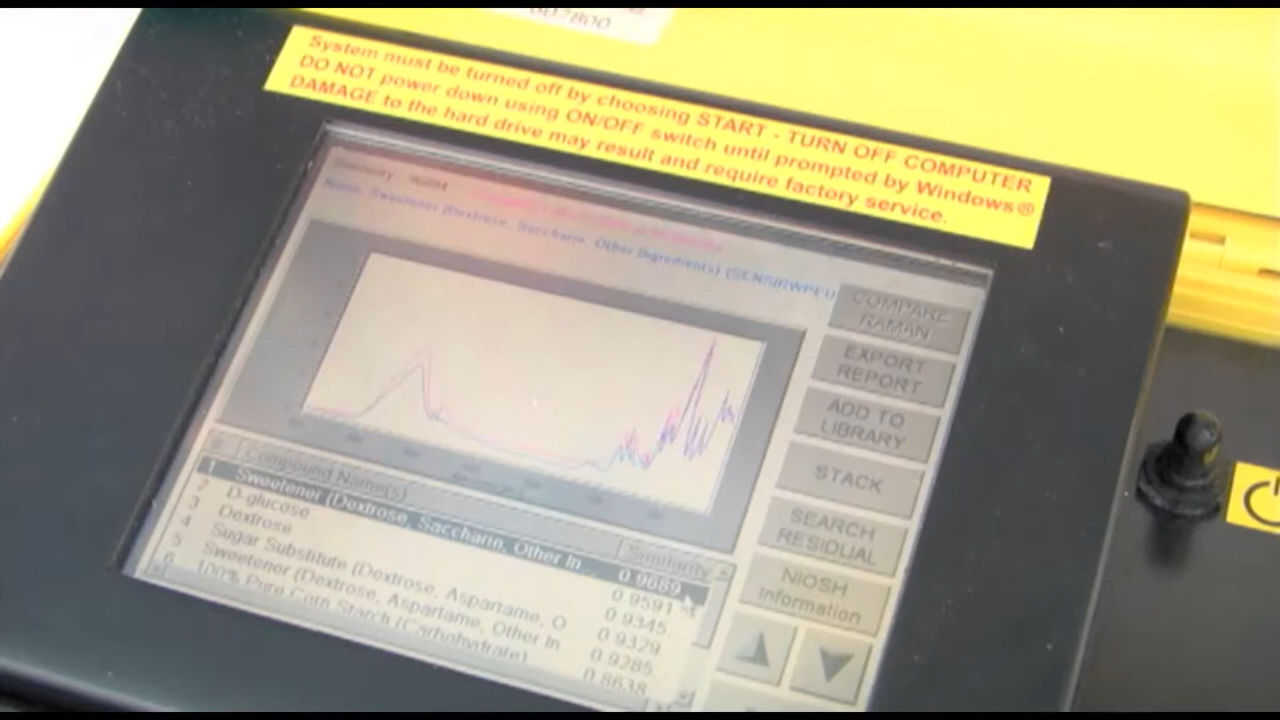 System must be turned off by choosing START - TURN OFF COMPUTER
DO NOT power down using ON/OFF switch until prompted by Windows®
DAMAGE to the hard drive may result and require factory service.
Name: Sweetener (Dextrose, Saccharin, Other Ingredients)
COMPARE
RAMAN
EXPORT
REPORT
ADD TO
LIBRARY
STACK
SEARCH
RESIDUAL
NIOSH
Information
Compound Name(s) Similarity
1 Sweetener (Dextrose, Saccharin, Other In ... 0.9669
2 D-glucose 0.9591
3 Dextrose 0.9345
4 Sugar Substitute (Dextrose, Aspartame, O 0.9329
5 Sweetener (Dextrose, Aspartame, Other In 0.9285
6 100% Pure Corn Starch (Carbohydrate) 0.8638